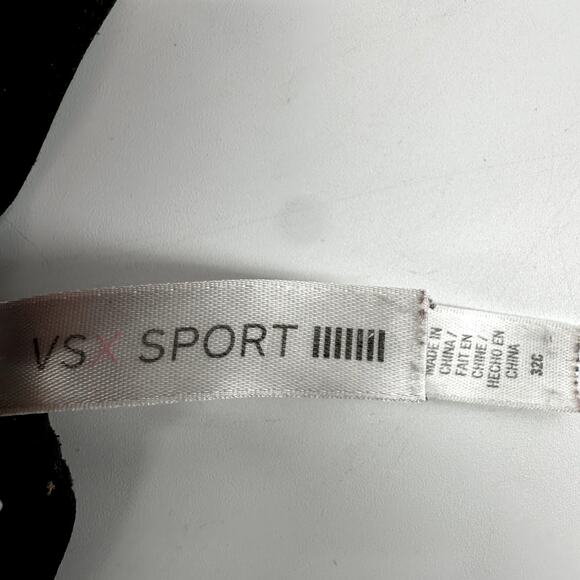 VSX SPORT
MADE IN
CHINA/
FAIT EN
CHINE/
HECHO EN
CHINA
32C